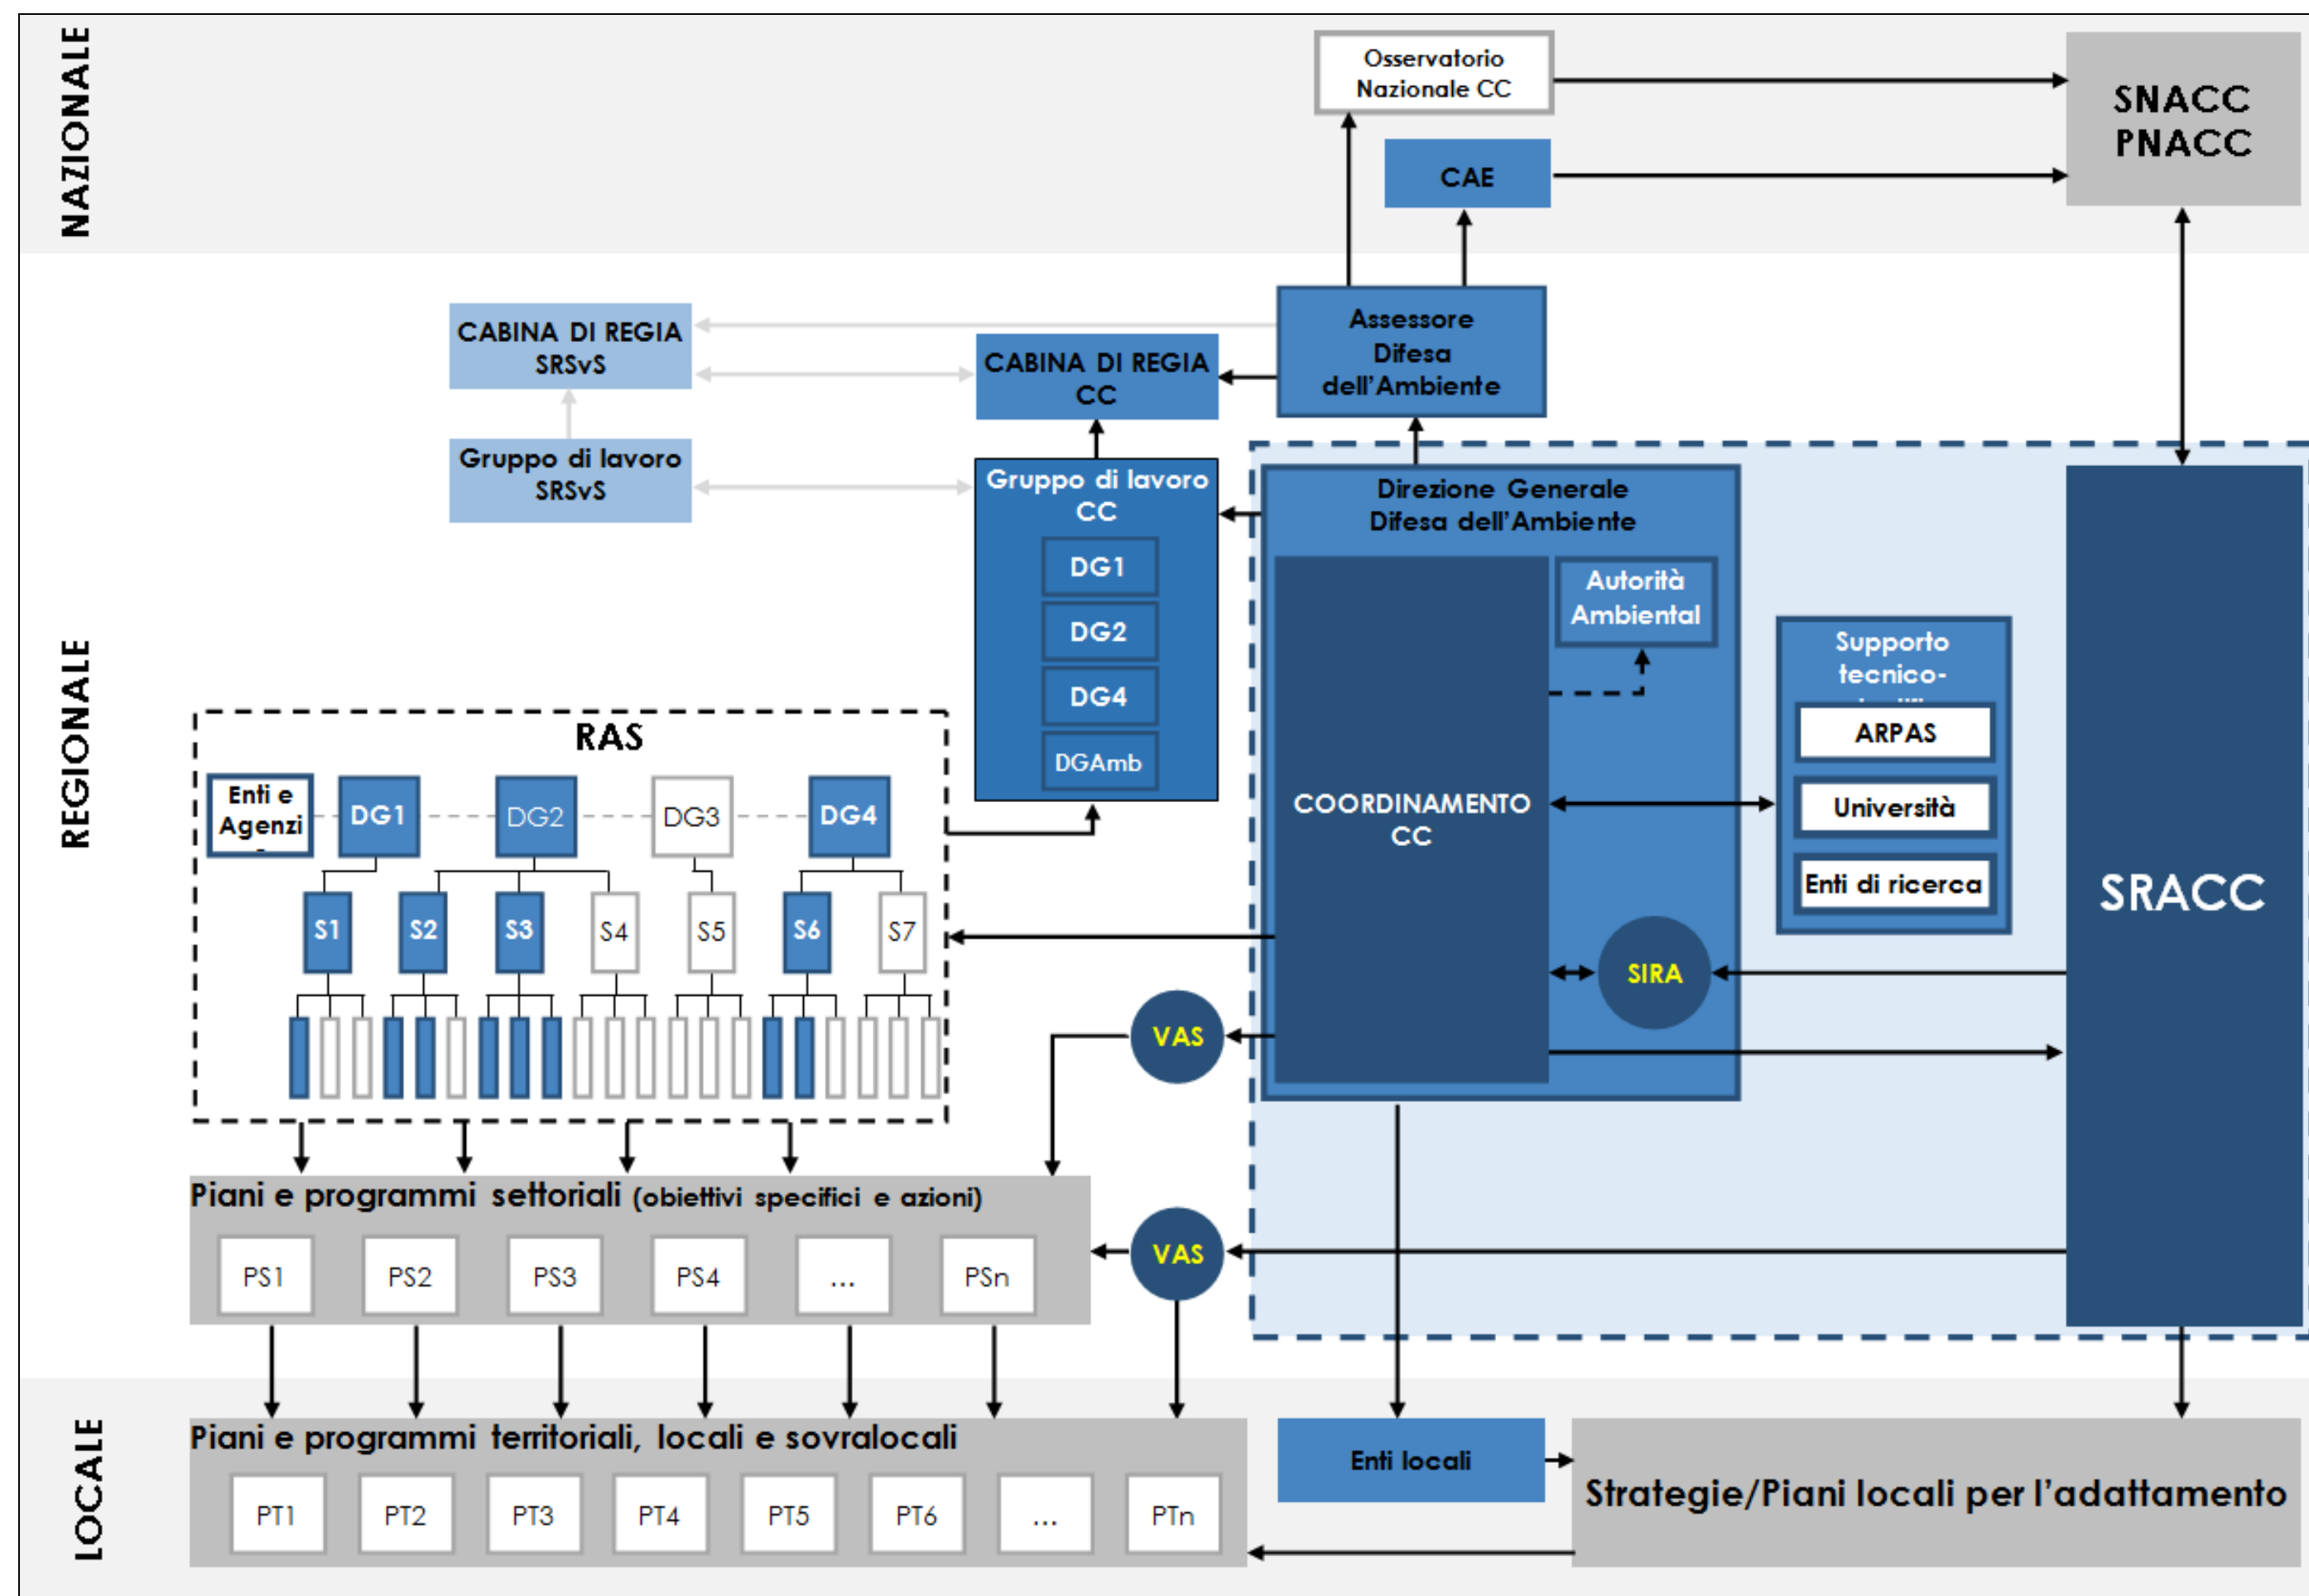 NAZIONALE
Osservatorio
Nazionale CC
CAE
SNACC
PNACC
REGIONALE
CABINA DI REGIA
SRSvS
Gruppo di lavoro
SRSvS
CABINA DI REGIA
CC
Assessore
Difesa
dell'Ambiente
Gruppo di lavoro
CC
DG1
DG2
DG4
DGAmb
Direzione Generale
Difesa dell'Ambiente
COORDINAMENTO
CC
Autorità
Ambiental
Supporto
tecnico-
ARPAS
Università
Enti di ricerca
SIRA
SRACC
RAS
Enti e
Agenzi
DG1
DG2
DG3
DG4
S1
S2
S3
S4
S5
S6
S7
VAS
Piani e programmi settoriali (obiettivi specifici e azioni)
PS1
PS2
PS3
PS4
...
PSn
VAS
LOCALE
Piani e programmi territoriali, locali e sovralocali
PT1
PT2
PT3
PT4
PT5
PT6
...
PTn
Enti locali
Strategie/Piani locali per l'adattamento